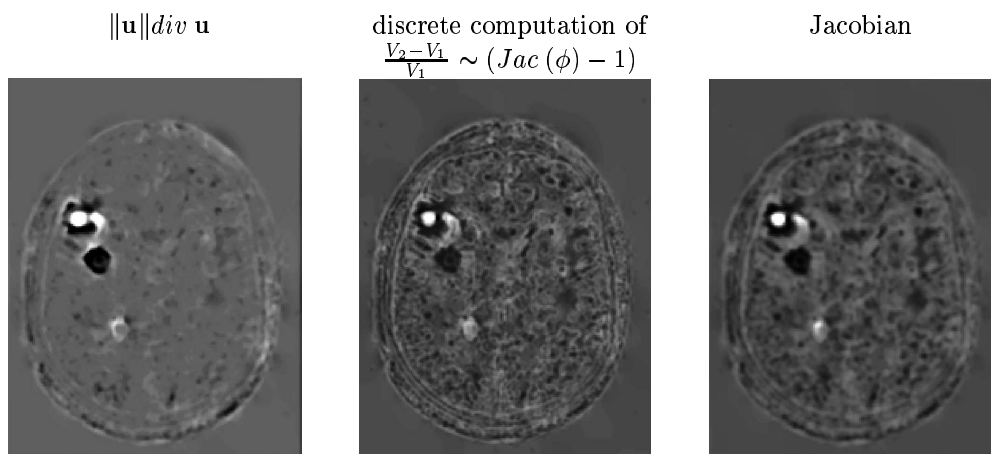 ‖u‖div u
discrete computation of
(V₂−V₁)/V₁ ∼ (Jac (ϕ) − 1)
Jacobian